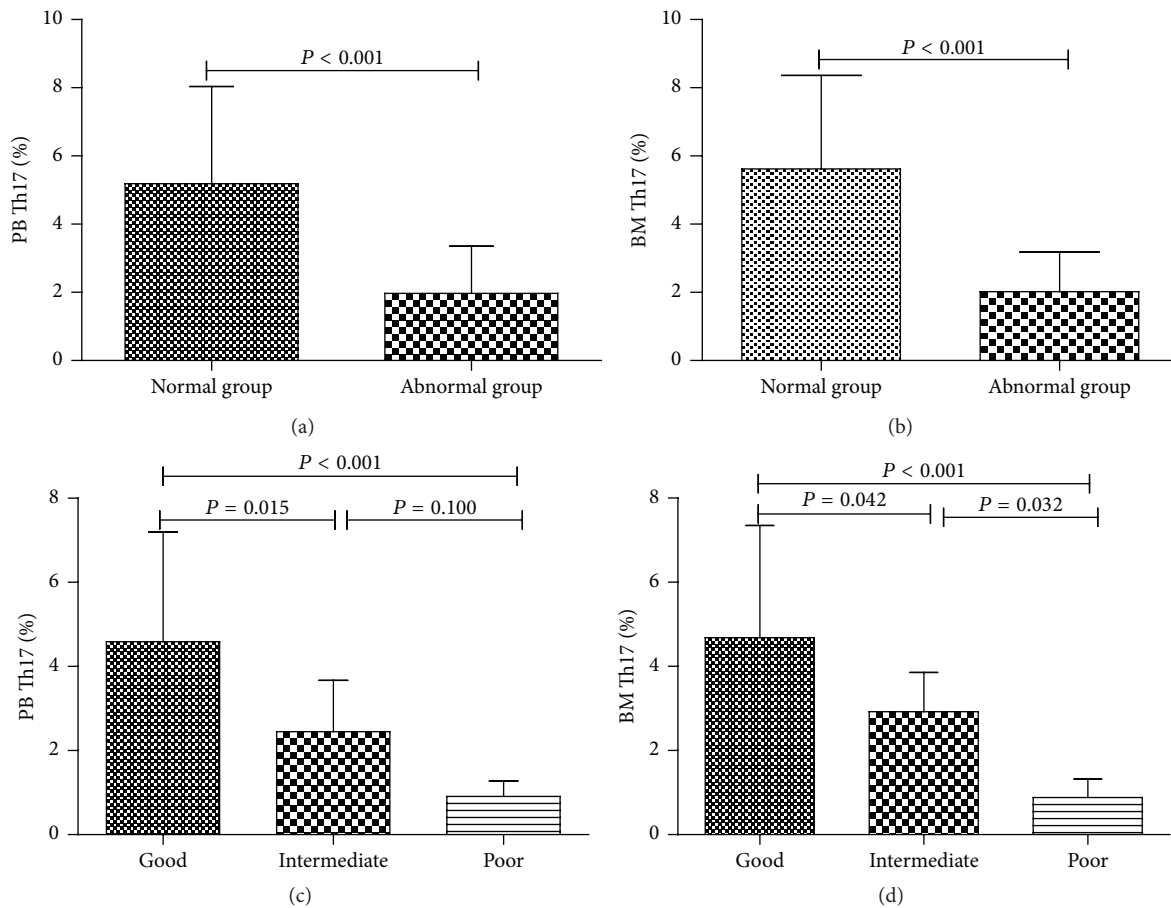 10
8
6
4
2
0
PB Th17 (%)
P < 0.001
Normal group
Abnormal group
(a)
10
8
6
4
2
0
BM Th17 (%)
P < 0.001
Normal group
Abnormal group
(b)
8
6
4
2
0
PB Th17 (%)
P < 0.001
P = 0.015
P = 0.100
Good
Intermediate
Poor
(c)
8
6
4
2
0
BM Th17 (%)
P < 0.001
P = 0.042
P = 0.032
Good
Intermediate
Poor
(d)